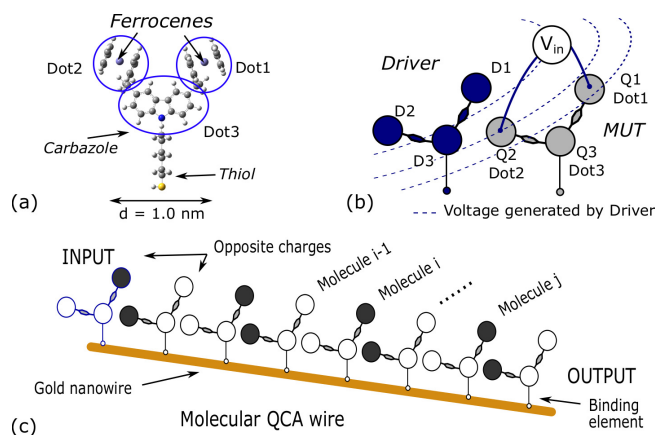 Ferrocenes
Dot2
Dot1
Dot3
Carbazole
Thiol
d = 1.0 nm
(a)
Vin
Driver
D1
D2
D3
Q1
Dot1
MUT
Q2
Dot2
Q3
Dot3
(b)
Voltage generated by Driver
INPUT
Opposite charges
Molecule i-1
Molecule i
......
Molecule j
Gold nanowire
OUTPUT
Binding
element
Molecular QCA wire
(c)